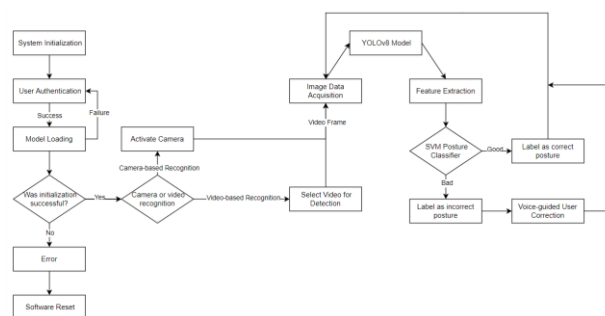 System Initialization
User Authentication
Success
Failure
Model Loading
Was initialization
successful?
Yes
No
Error
Software Reset
Activate Camera
Camera-based Recognition
Camera or video
recognition
Video-based Recognition
Select Video for
Detection
Video Frame
Image Data
Acquisition
YOLOv8 Model
Feature Extraction
SVM Posture
Classifier
Good
Label as correct
posture
Bad
Label as incorrect
posture
Voice-guided User
Correction